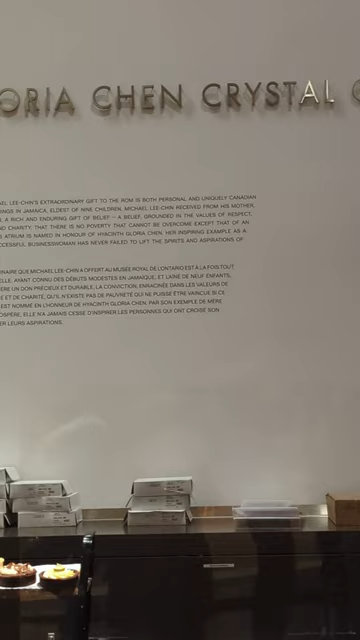 ORIA CHEN CRYSTAL
AEL LEE-CHIN'S EXTRAORDINARY GIFT TO THE ROM IS BOTH PERSONAL AND UNIQUELY CANADIAN
INGS IN JAMAICA, ELDEST OF NINE CHILDREN, MICHAEL LEE-CHIN RECEIVED FROM HIS MOTHER,
, A RICH AND ENDURING GIFT OF BELIEF – A BELIEF, GROUNDED IN THE VALUES OF RESPECT,
ND CHARITY, THAT THERE IS NO POVERTY THAT CANNOT BE OVERCOME EXCEPT THAT OF AN
S ATRIUM IS NAMED IN HONOUR OF HYACINTH GLORIA CHEN. HER INSPIRING EXAMPLE AS A
CCESSFUL BUSINESSWOMAN HAS NEVER FAILED TO LIFT THE SPIRITS AND ASPIRATIONS OF
INAIRE QUE MICHAEL LEE-CHIN A OFFERT AU MUSÉE ROYAL DE L'ONTARIO EST À LA FOIS TOUT
ELLE. AYANT CONNU DES DÉBUTS MODESTES EN JAMAÏQUE, ET L'AÎNÉ DE NEUF ENFANTS,
ÈRE UN DON PRÉCIEUX ET DURABLE: LA CONVICTION, ENRACINÉE DANS LES VALEURS DE
E ET DE CHARITÉ, QU'IL N'EXISTE PAS DE PAUVRETÉ QUI NE PUISSE ÊTRE VAINCUE SI CE
EST NOMMÉ EN L'HONNEUR DE HYACINTH GLORIA CHEN. PAR SON EXEMPLE DE MÈRE
OSPÈRE, ELLE N'A JAMAIS CESSÉ D'INSPIRER LES PERSONNES QUI ONT CROISÉ SON
ER LEURS ASPIRATIONS.